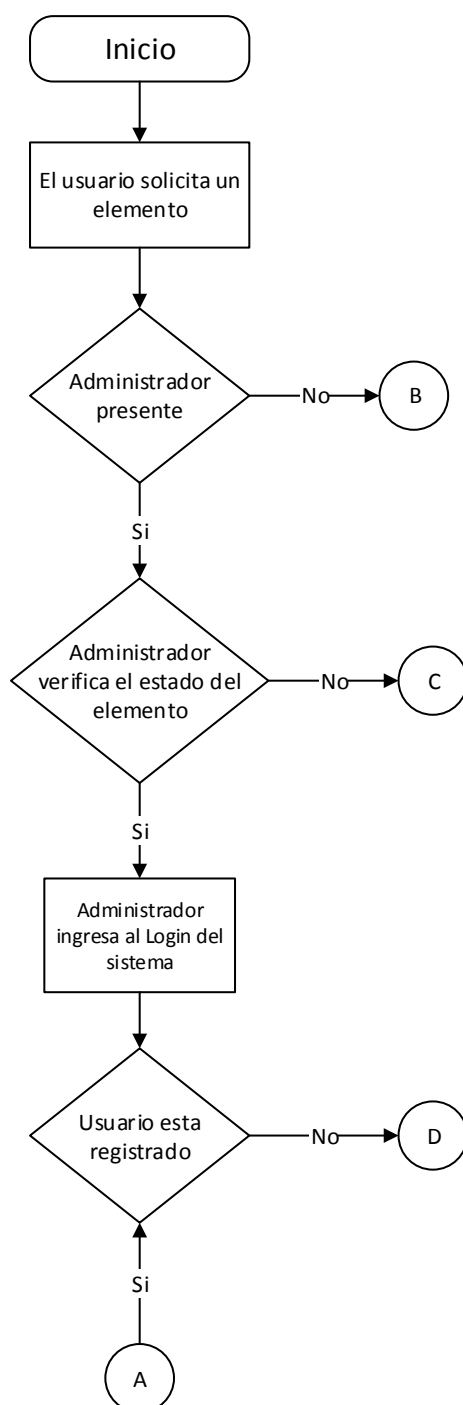 Inicio
El usuario solicita un
elemento
Administrador
presente
No
B
Si
Administrador
verifica el estado del
elemento
No
C
Si
Administrador
ingresa al Login del
sistema
Usuario esta
registrado
No
D
Si
A